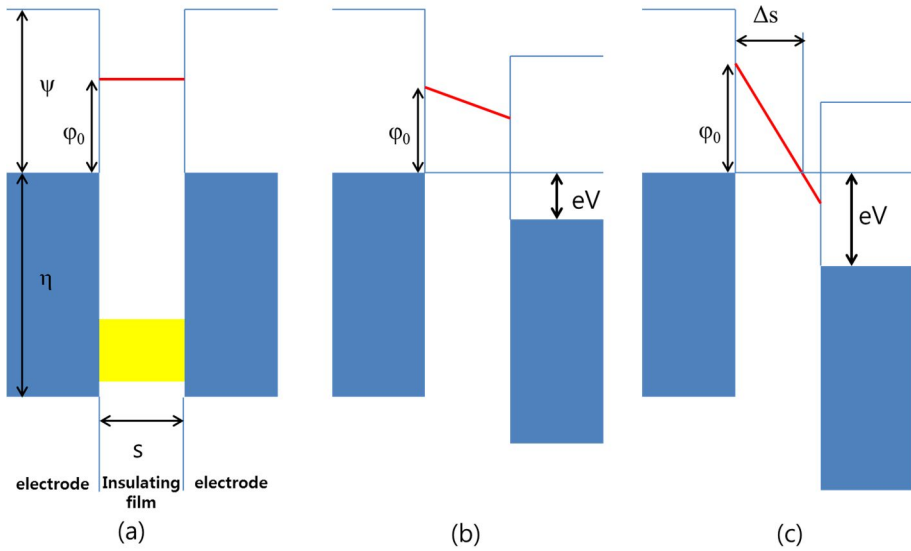 Δs
ψ
φ0
φ0
φ0
eV
eV
η
s
electrode
Insulating
film
electrode
(a)
(b)
(c)